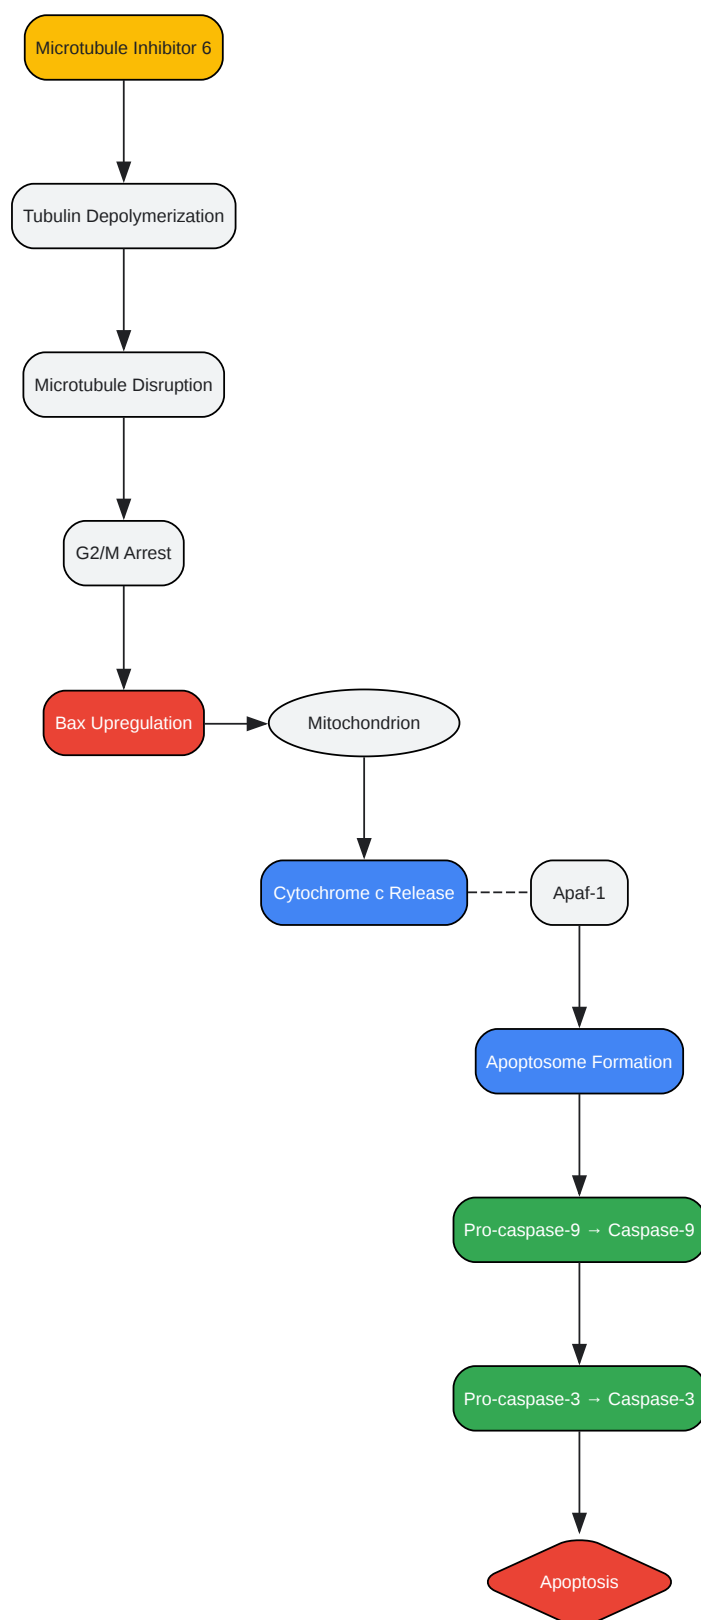 Microtubule Inhibitor 6
Tubulin Depolymerization
Microtubule Disruption
G2/M Arrest
Bax Upregulation
Mitochondrion
Cytochrome c Release
Apaf-1
Apoptosome Formation
Pro-caspase-9 → Caspase-9
Pro-caspase-3 → Caspase-3
Apoptosis